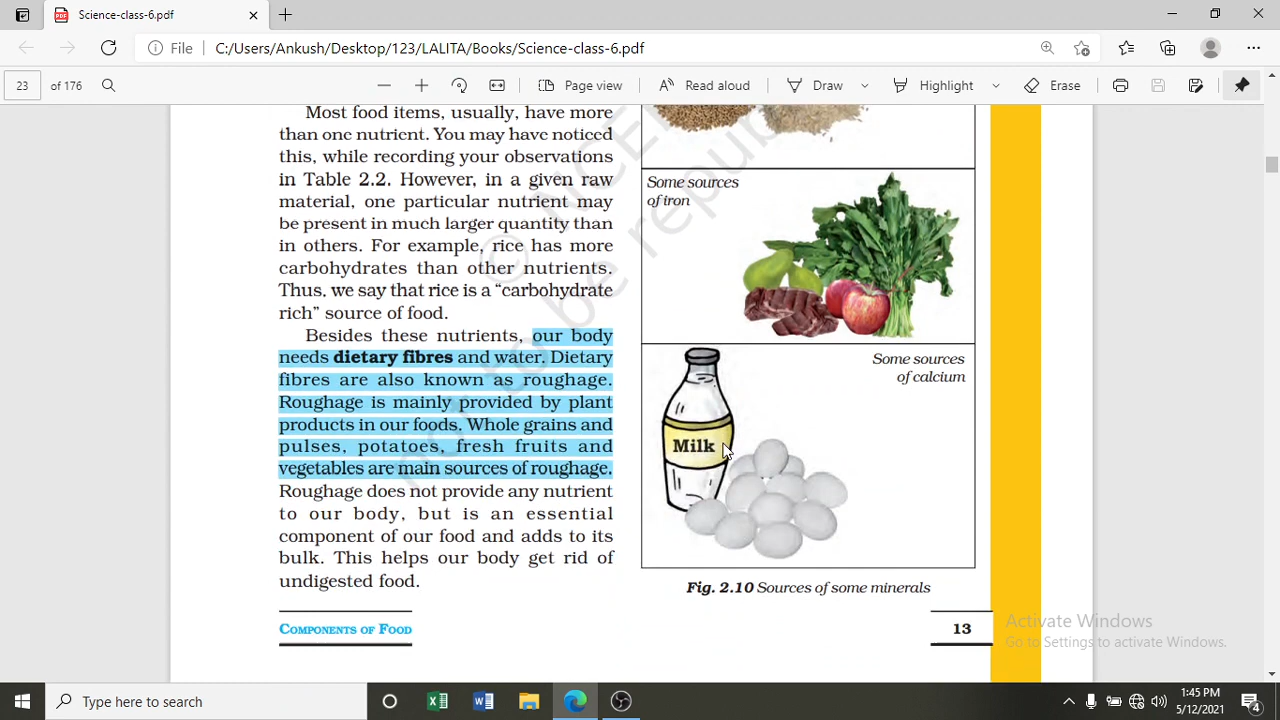 Science-class-6.pdf
File
C:/Users/Ankush/Desktop/123/LALITA/Books/Science-class-6.pdf
23 of 176
Page view
Read aloud
Draw
Highlight
Erase
Most food items, usually, have more
than one nutrient. You may have noticed
this, while recording your observations
in Table 2.2. However, in a given raw
material, one particular nutrient may
be present in much larger quantity than
in others. For example, rice has more
carbohydrates than other nutrients.
Thus, we say that rice is a “carbohydrate
rich” source of food.
Besides these nutrients, our body
needs dietary fibres and water. Dietary
fibres are also known as roughage.
Roughage is mainly provided by plant
products in our foods. Whole grains and
pulses, potatoes, fresh fruits and
vegetables are main sources of roughage.
Roughage does not provide any nutrient
to our body, but is an essential
component of our food and adds to its
bulk. This helps our body get rid of
undigested food.
COMPONENTS OF FOOD
Some sources
of iron
Some sources
of calcium
Milk
Fig. 2.10 Sources of some minerals
13
© NCE
to be repub
Activate Windows
Go to Settings to activate Windows.
Type here to search
1:45 PM
5/12/2021
4